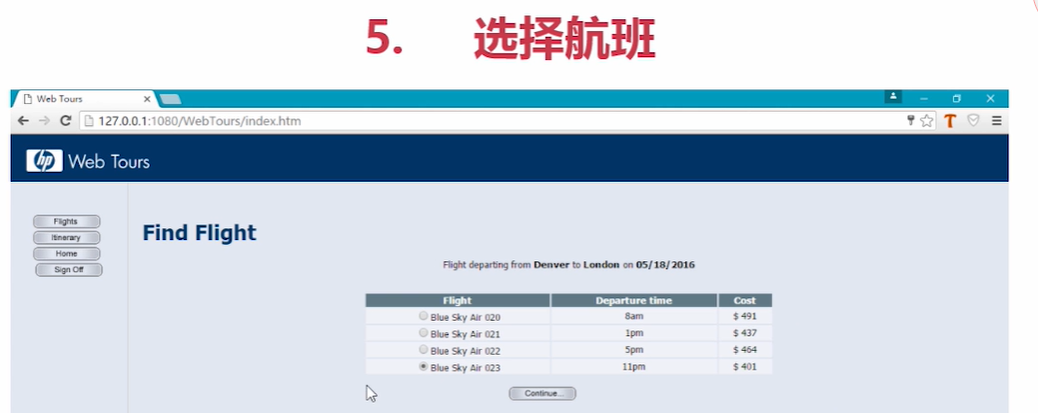 5. 选择航班
Web Tours
127.0.0.1:1080/WebTours/index.htm
hp Web Tours
Flights
Itinerary
Home
Sign Off
Find Flight
Flight departing from Denver to London on 05/18/2016
Flight Departure time Cost
Blue Sky Air 020 8am $ 491
Blue Sky Air 021 1pm $ 437
Blue Sky Air 022 5pm $ 464
Blue Sky Air 023 11pm $ 401
Continue...